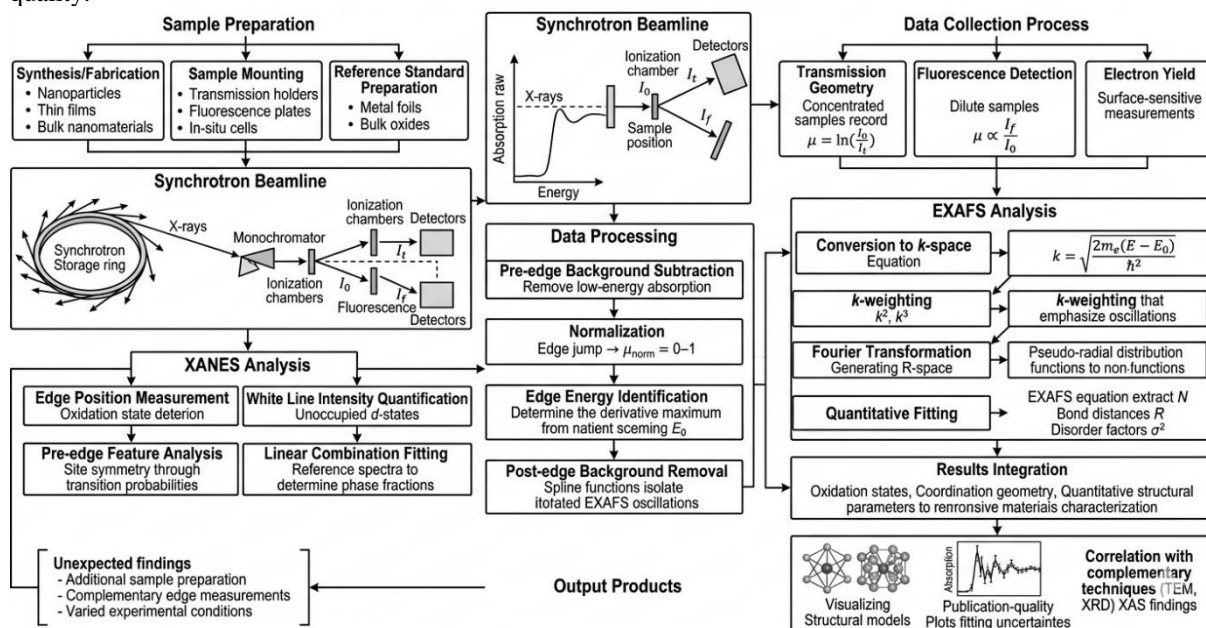 quality.
Sample Preparation
Synthesis/Fabrication
• Nanoparticles
• Thin films
• Bulk nanomaterials
Sample Mounting
• Transmission holders
• Fluorescence plates
• In-situ cells
Reference Standard
Preparation
• Metal foils
• Bulk oxides
Synchrotron Beamline
Synchrotron
Storage ring
X-rays
Monochromator
Ionization
chambers
Ionization
chambers
I₀
Iₜ
Detectors
Fluorescence
I_f
Detectors
Synchrotron Beamline
Absorption raw
Energy
X-rays
Ionization
chamber
I₀
Sample
position
Iₜ
I_f
Detectors
Data Collection Process
Transmission
Geometry
Concentrated
samples record
μ = ln(I₀/Iₜ)
Fluorescence Detection
Dilute samples
μ ∝ I_f/I₀
Electron Yield
Surface-sensitive
measurements
XANES Analysis
Edge Position Measurement
Oxidation state deterion
White Line Intensity Quantification
Unoccupied d-states
Pre-edge Feature Analysis
Site symmetry through
transition probabilities
Linear Combination Fitting
Reference spectra to
determine phase fractions
Data Processing
Pre-edge Background Subtraction
Remove low-energy absorption
Normalization
Edge jump → μnorm = 0–1
Edge Energy Identification
Determine the derivative maximum
from natient sceming E₀
Post-edge Background Removal
Spline functions isolate
itotated EXAFS oscillations
EXAFS Analysis
Conversion to k-space
Equation
k = √(2mₑ(E − E₀)/ℏ²)
k-weighting
k², k³
k-weighting that
emphasize oscillations
Fourier Transformation
Generating R-space
Pseudo-radial distribution
functions to non-functions
Quantitative Fitting
EXAFS equation extract N
Bond distances R
Disorder factors σ²
Results Integration
Oxidation states, Coordination geometry, Quantitative structural
parameters to renronsive materiais characterization
Unexpected findings
- Additional sample preparation
- Complementary edge measurements
- Varied experimental conditions
Output Products
Visualizing
Structural models
Absorption
Publication-quality
Plots fitting uncertaintes
Correlation with
complementary
techniques (TEM,
XRD) XAS findings